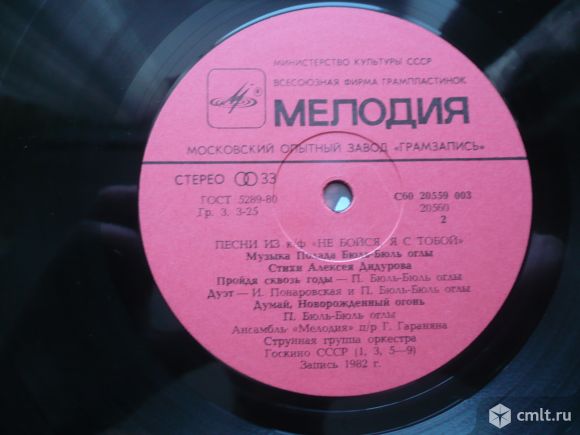 МИНИСТЕРСТВО КУЛЬТУРЫ СССР
ВСЕСОЮЗНАЯ ФИРМА ГРАМПЛАСТИНОК
МЕЛОДИЯ
МОСКОВСКИЙ ОПЫТНЫЙ ЗАВОД «ГРАМЗАПИСЬ»
СТЕРЕО 33
ГОСТ 5289-80
Гр. 3. 3-25
С60 20559 003
20560
2
ПЕСНИ ИЗ к/ф «НЕ БОЙСЯ, Я С ТОБОЙ»
Музыка Полада Бюль-Бюль оглы
Стихи Алексея Дидурова
Пройдя сквозь годы — П. Бюль-Бюль оглы
Дуэт — И. Понаровская и П. Бюль-Бюль оглы
Думай, Новорожденный огонь
П. Бюль-Бюль оглы
Ансамбль «Мелодия» п/р Г. Гараняна
Струнная группа оркестра
Госкино СССР (1, 3, 5—9)
Запись 1982 г.
cmlt.ru